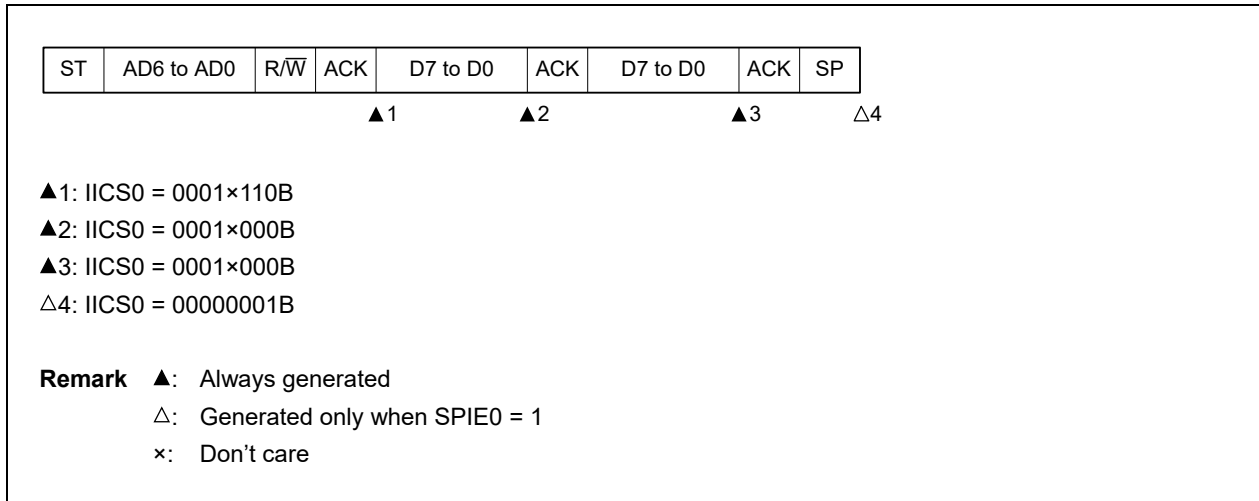 ST AD6 to AD0 R/W̅ ACK D7 to D0 ACK D7 to D0 ACK SP
▲1 ▲2 ▲3 △4
▲1: IICS0 = 0001×110B
▲2: IICS0 = 0001×000B
▲3: IICS0 = 0001×000B
△4: IICS0 = 00000001B
Remark ▲: Always generated
△: Generated only when SPIE0 = 1
×: Don’t care